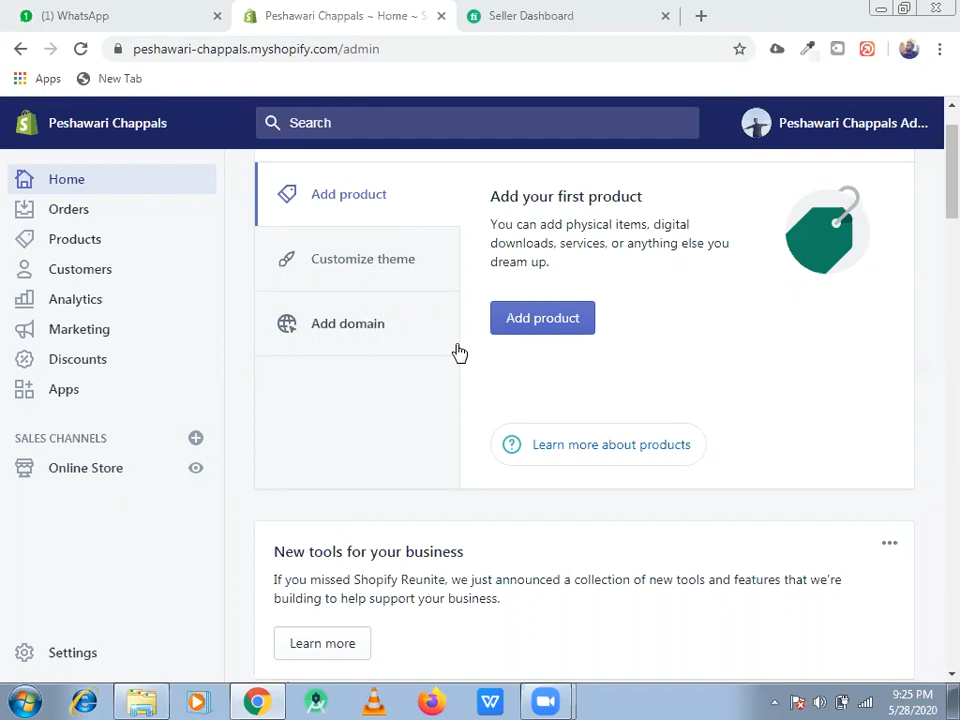 (1) WhatsApp
Peshawari Chappals ~ Home ~ S
Seller Dashboard
peshawari-chappals.myshopify.com/admin
Apps
New Tab
Peshawari Chappals
Search
Peshawari Chappals Ad...
Home
Orders
Products
Customers
Analytics
Marketing
Discounts
Apps
SALES CHANNELS
Online Store
Settings
Add product
Customize theme
Add domain
Add your first product
You can add physical items, digital
downloads, services, or anything else you
dream up.
Add product
Learn more about products
New tools for your business
If you missed Shopify Reunite, we just announced a collection of new tools and features that we're
building to help support your business.
Learn more
9:25 PM
5/28/2020